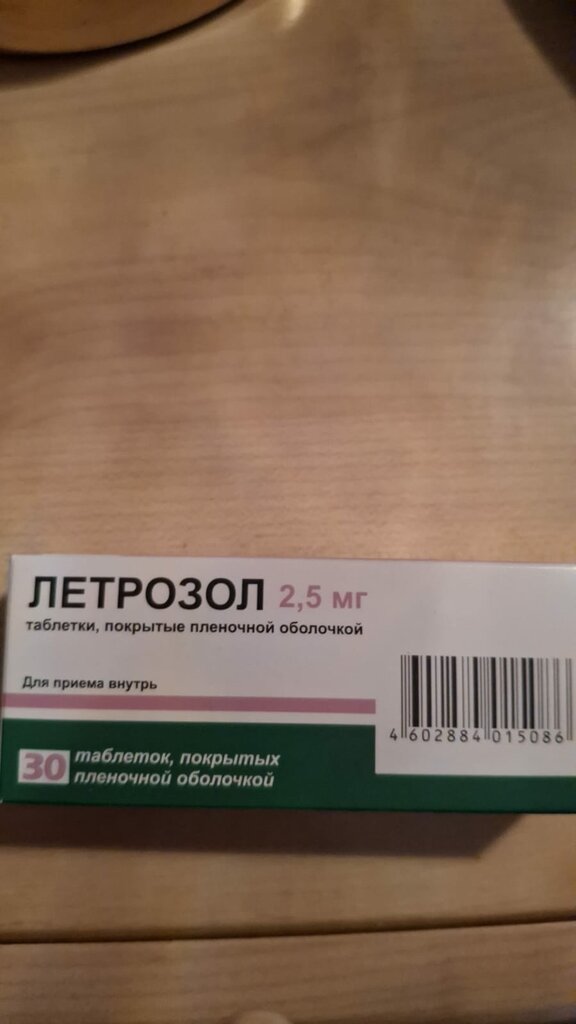 ЛЕТРОЗОЛ 2,5 мг
таблетки, покрытые пленочной оболочкой
Для приема внутрь
30 таблеток, покрытых
пленочной оболочкой
4 602884 015086